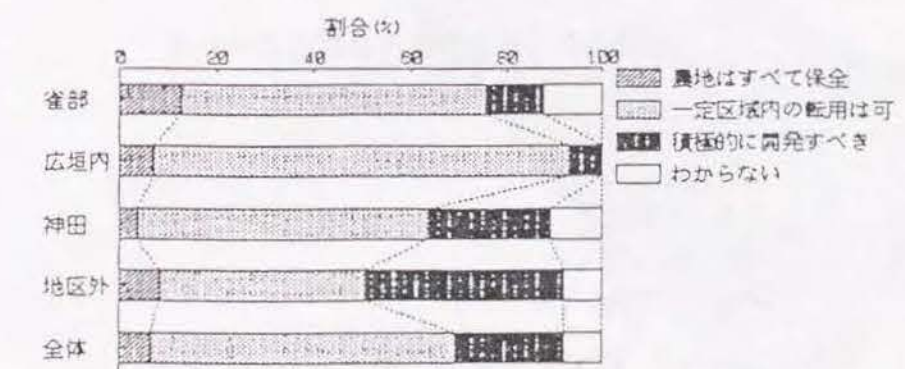 割合(%)
0 20 40 60 80 100
農地はすべて保全
一定区域内の転用は可
積極的に開発すべき
わからない
雀部
広垣内
神田
地区外
全体